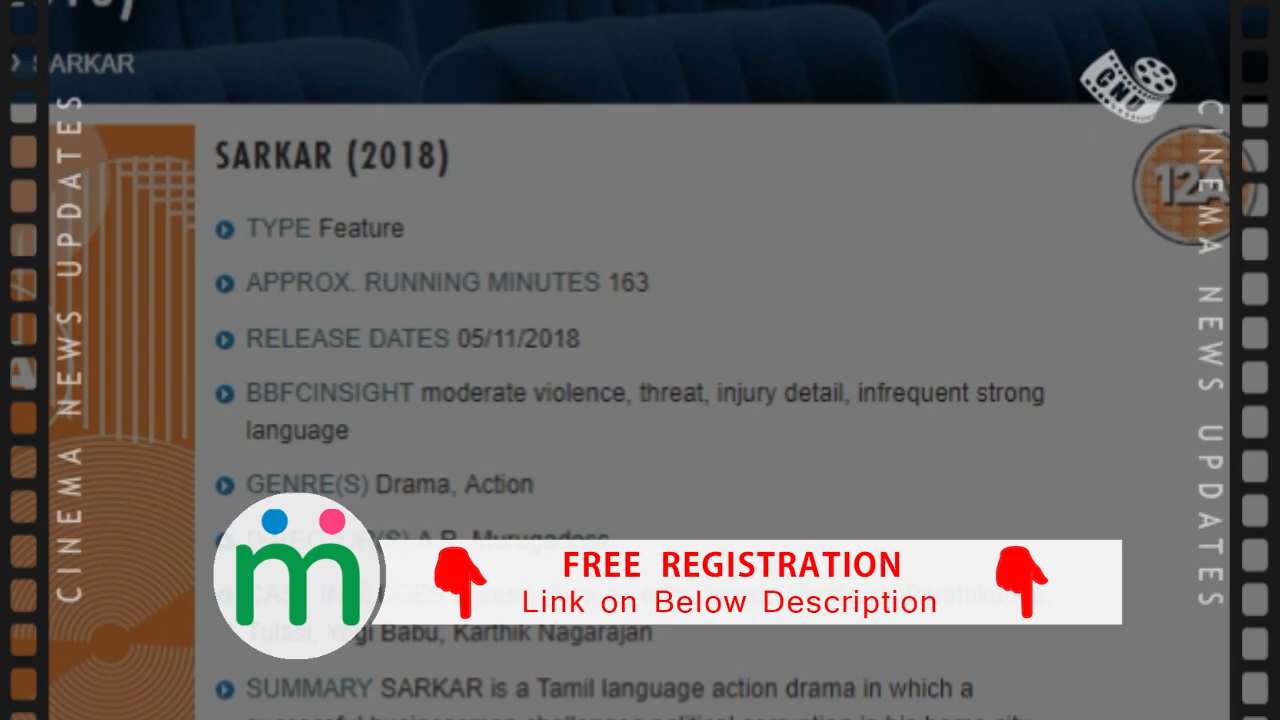 SARKAR
CINEMA NEWS UPDATES
GNU
CINEMA NEWS UPDATES
12A
SARKAR (2018)
TYPE Feature
APPROX. RUNNING MINUTES 163
RELEASE DATES 05/11/2018
BBFCINSIGHT moderate violence, threat, injury detail, infrequent strong
language
GENRE(S) Drama, Action
A.R. Murugadoss
m
FREE REGISTRATION
Link on Below Description
Tulasi, Yogi Babu, Karthik Nagarajan
SUMMARY SARKAR is a Tamil language action drama in which a